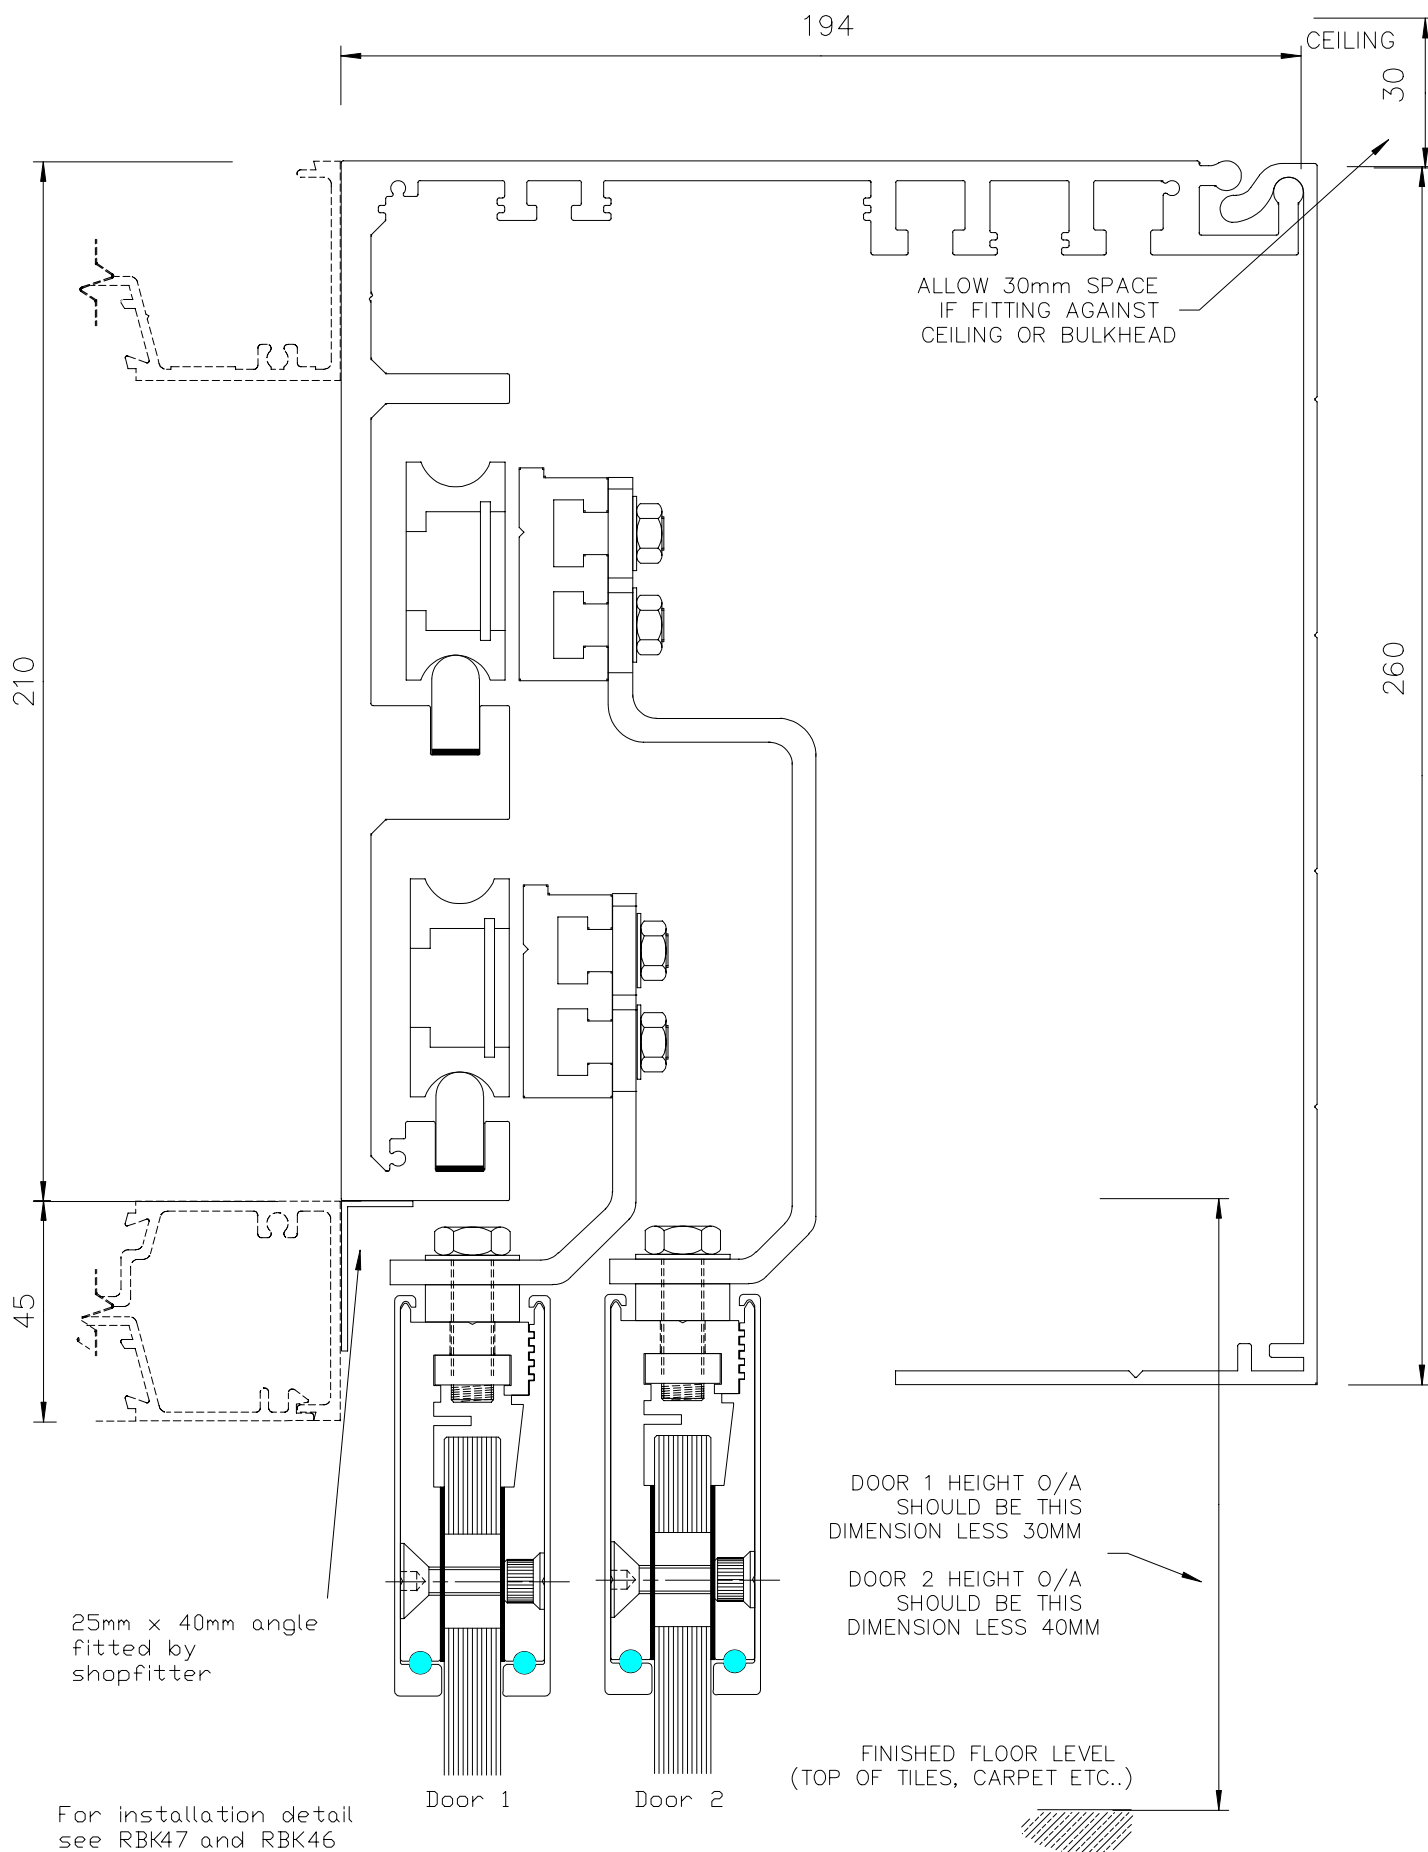 194
CEILING
30
ALLOW 30mm SPACE
IF FITTING AGAINST
CEILING OR BULKHEAD
210
260
45
DOOR 1 HEIGHT O/A
SHOULD BE THIS
DIMENSION LESS 30MM
DOOR 2 HEIGHT O/A
SHOULD BE THIS
DIMENSION LESS 40MM
25mm x 40mm angle
fitted by
shopfitter
FINISHED FLOOR LEVEL
(TOP OF TILES, CARPET ETC..)
Door 1
Door 2
For installation detail
see RBK47 and RBK46